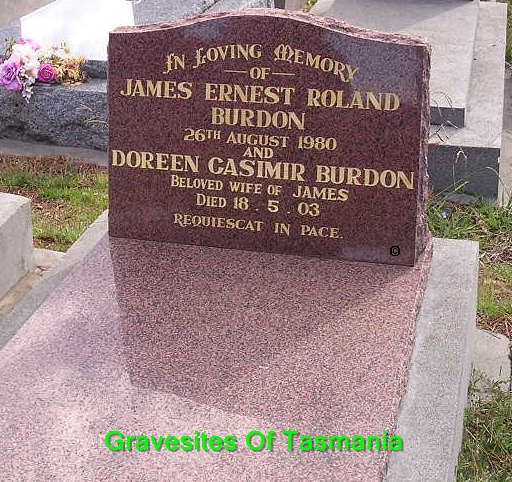 In Loving Memory
OF
JAMES ERNEST ROLAND
BURDON
26TH AUGUST 1980
AND
DOREEN CASIMIR BURDON
BELOVED WIFE OF JAMES
DIED 18 . 5 . 03
REQUIESCAT IN PACE.
Gravesites Of Tasmania